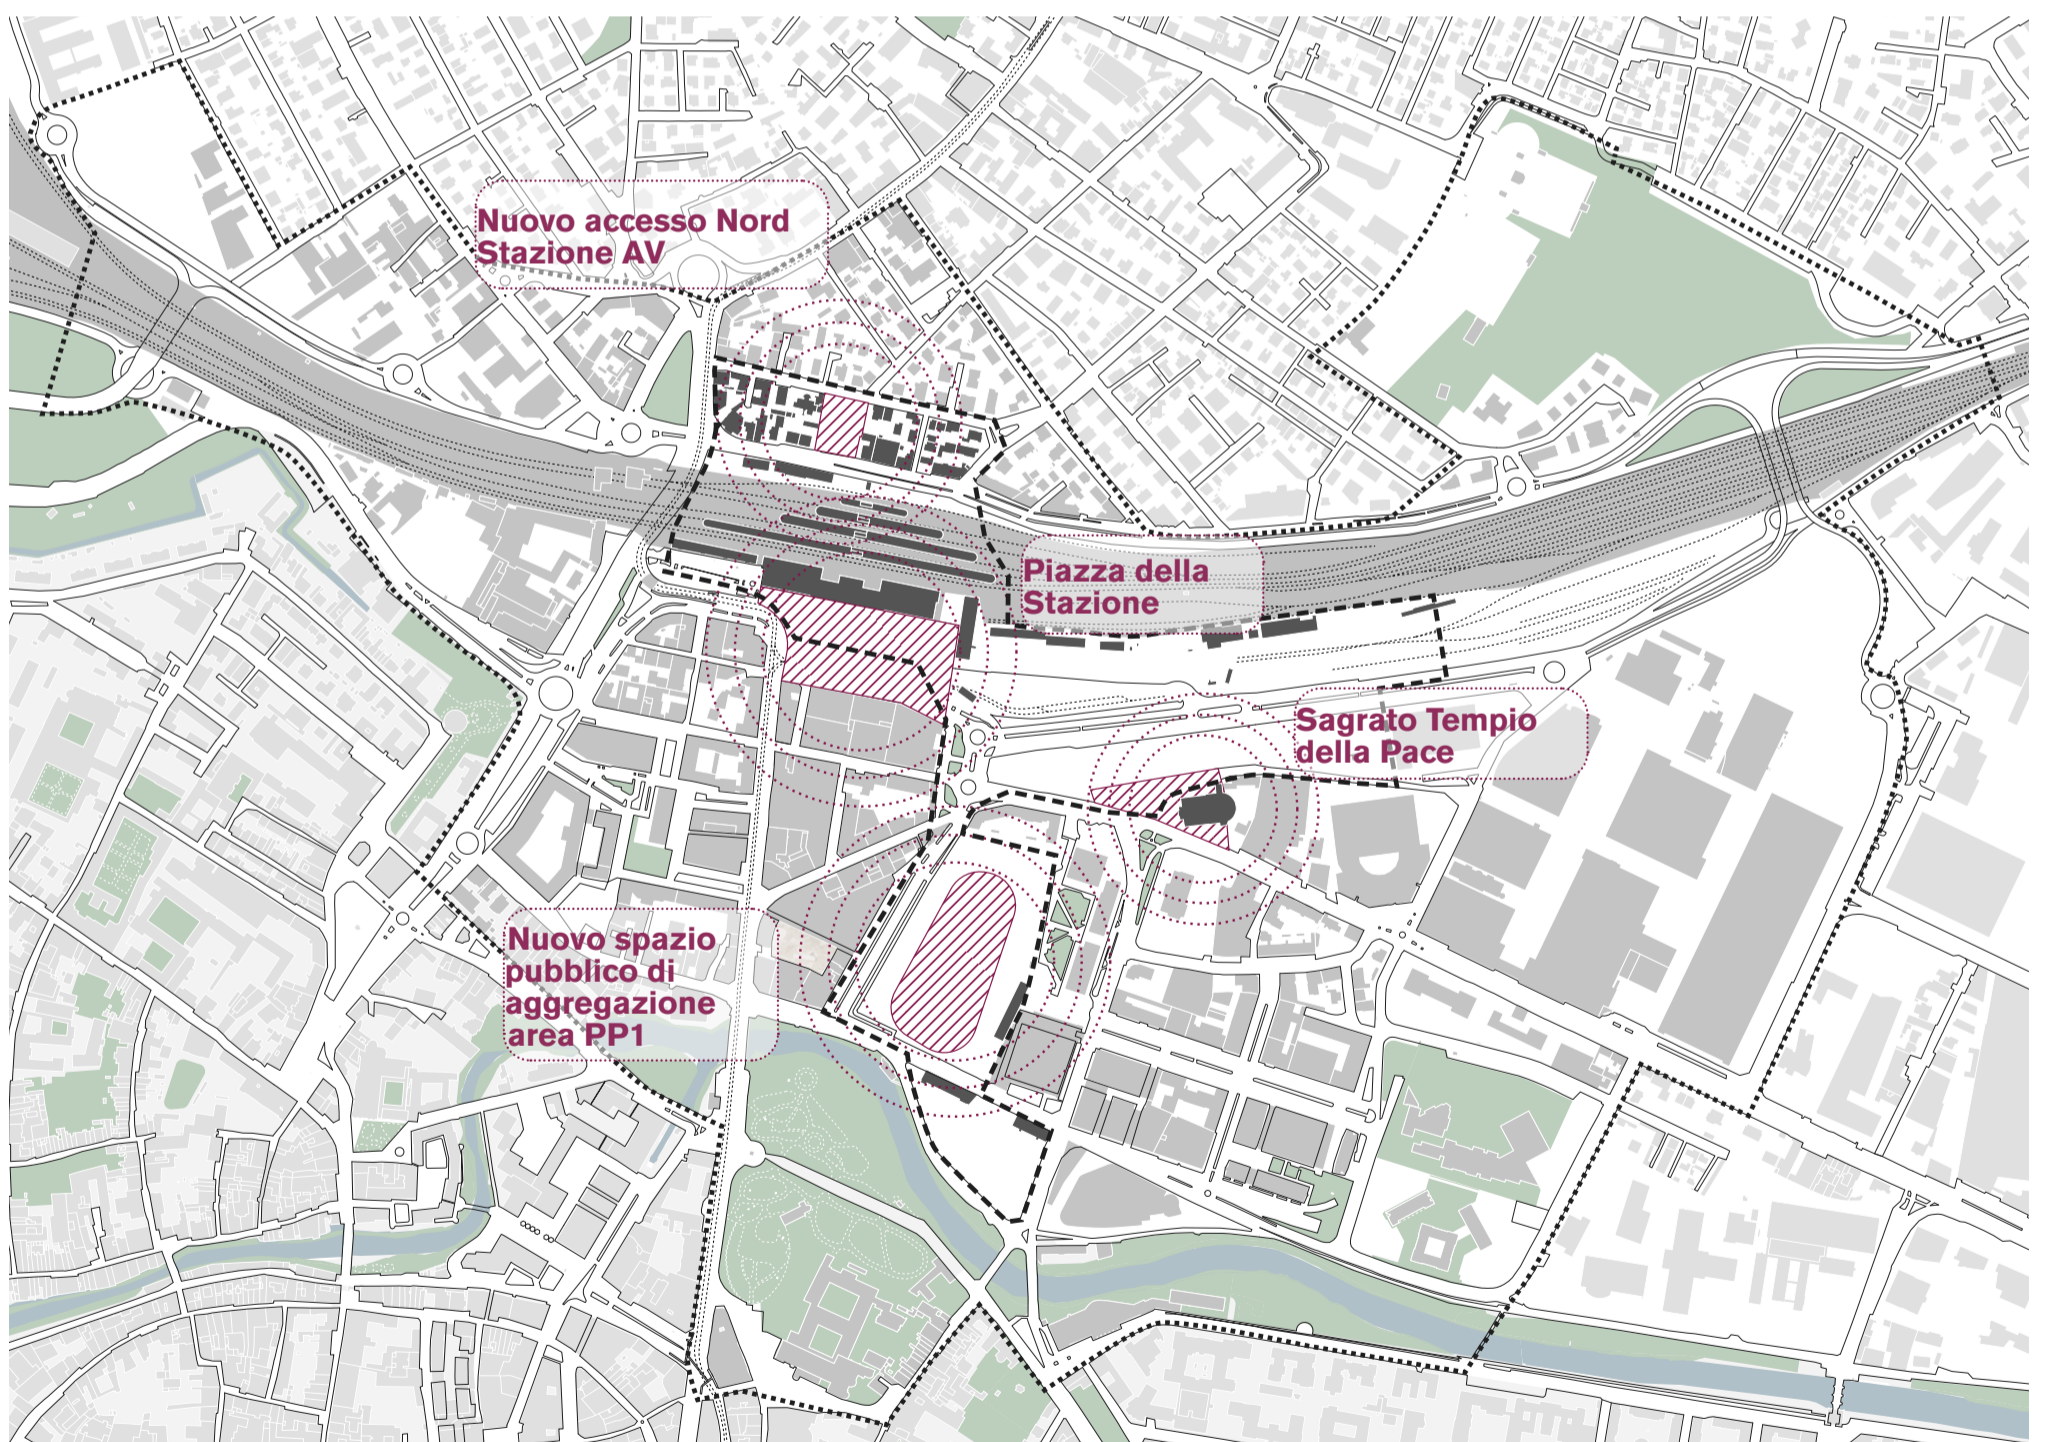 Nuovo accesso Nord
Stazione AV
Piazza della
Stazione
Sagrato Tempio
della Pace
Nuovo spazio
pubblico di
aggregazione
area PP1